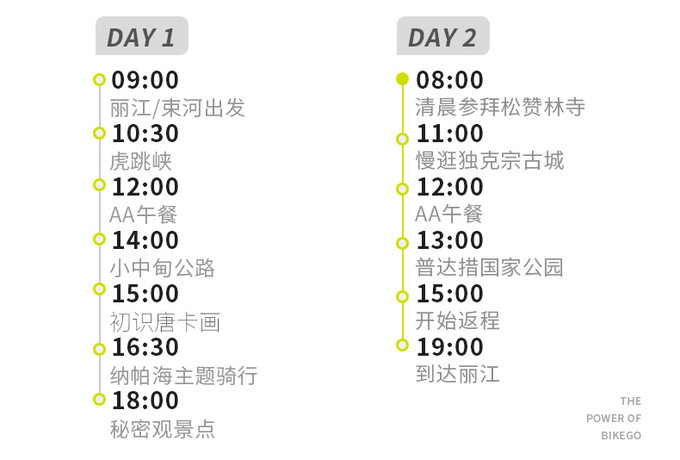 DAY 1
09:00
丽江/束河出发
10:30
虎跳峡
12:00
AA午餐
14:00
小中甸公路
15:00
初识唐卡画
16:30
纳帕海主题骑行
18:00
秘密观景点
DAY 2
08:00
清晨参拜松赞林寺
11:00
慢逛独克宗古城
12:00
AA午餐
13:00
普达措国家公园
15:00
开始返程
19:00
到达丽江
THE
POWER OF
BIKEGO